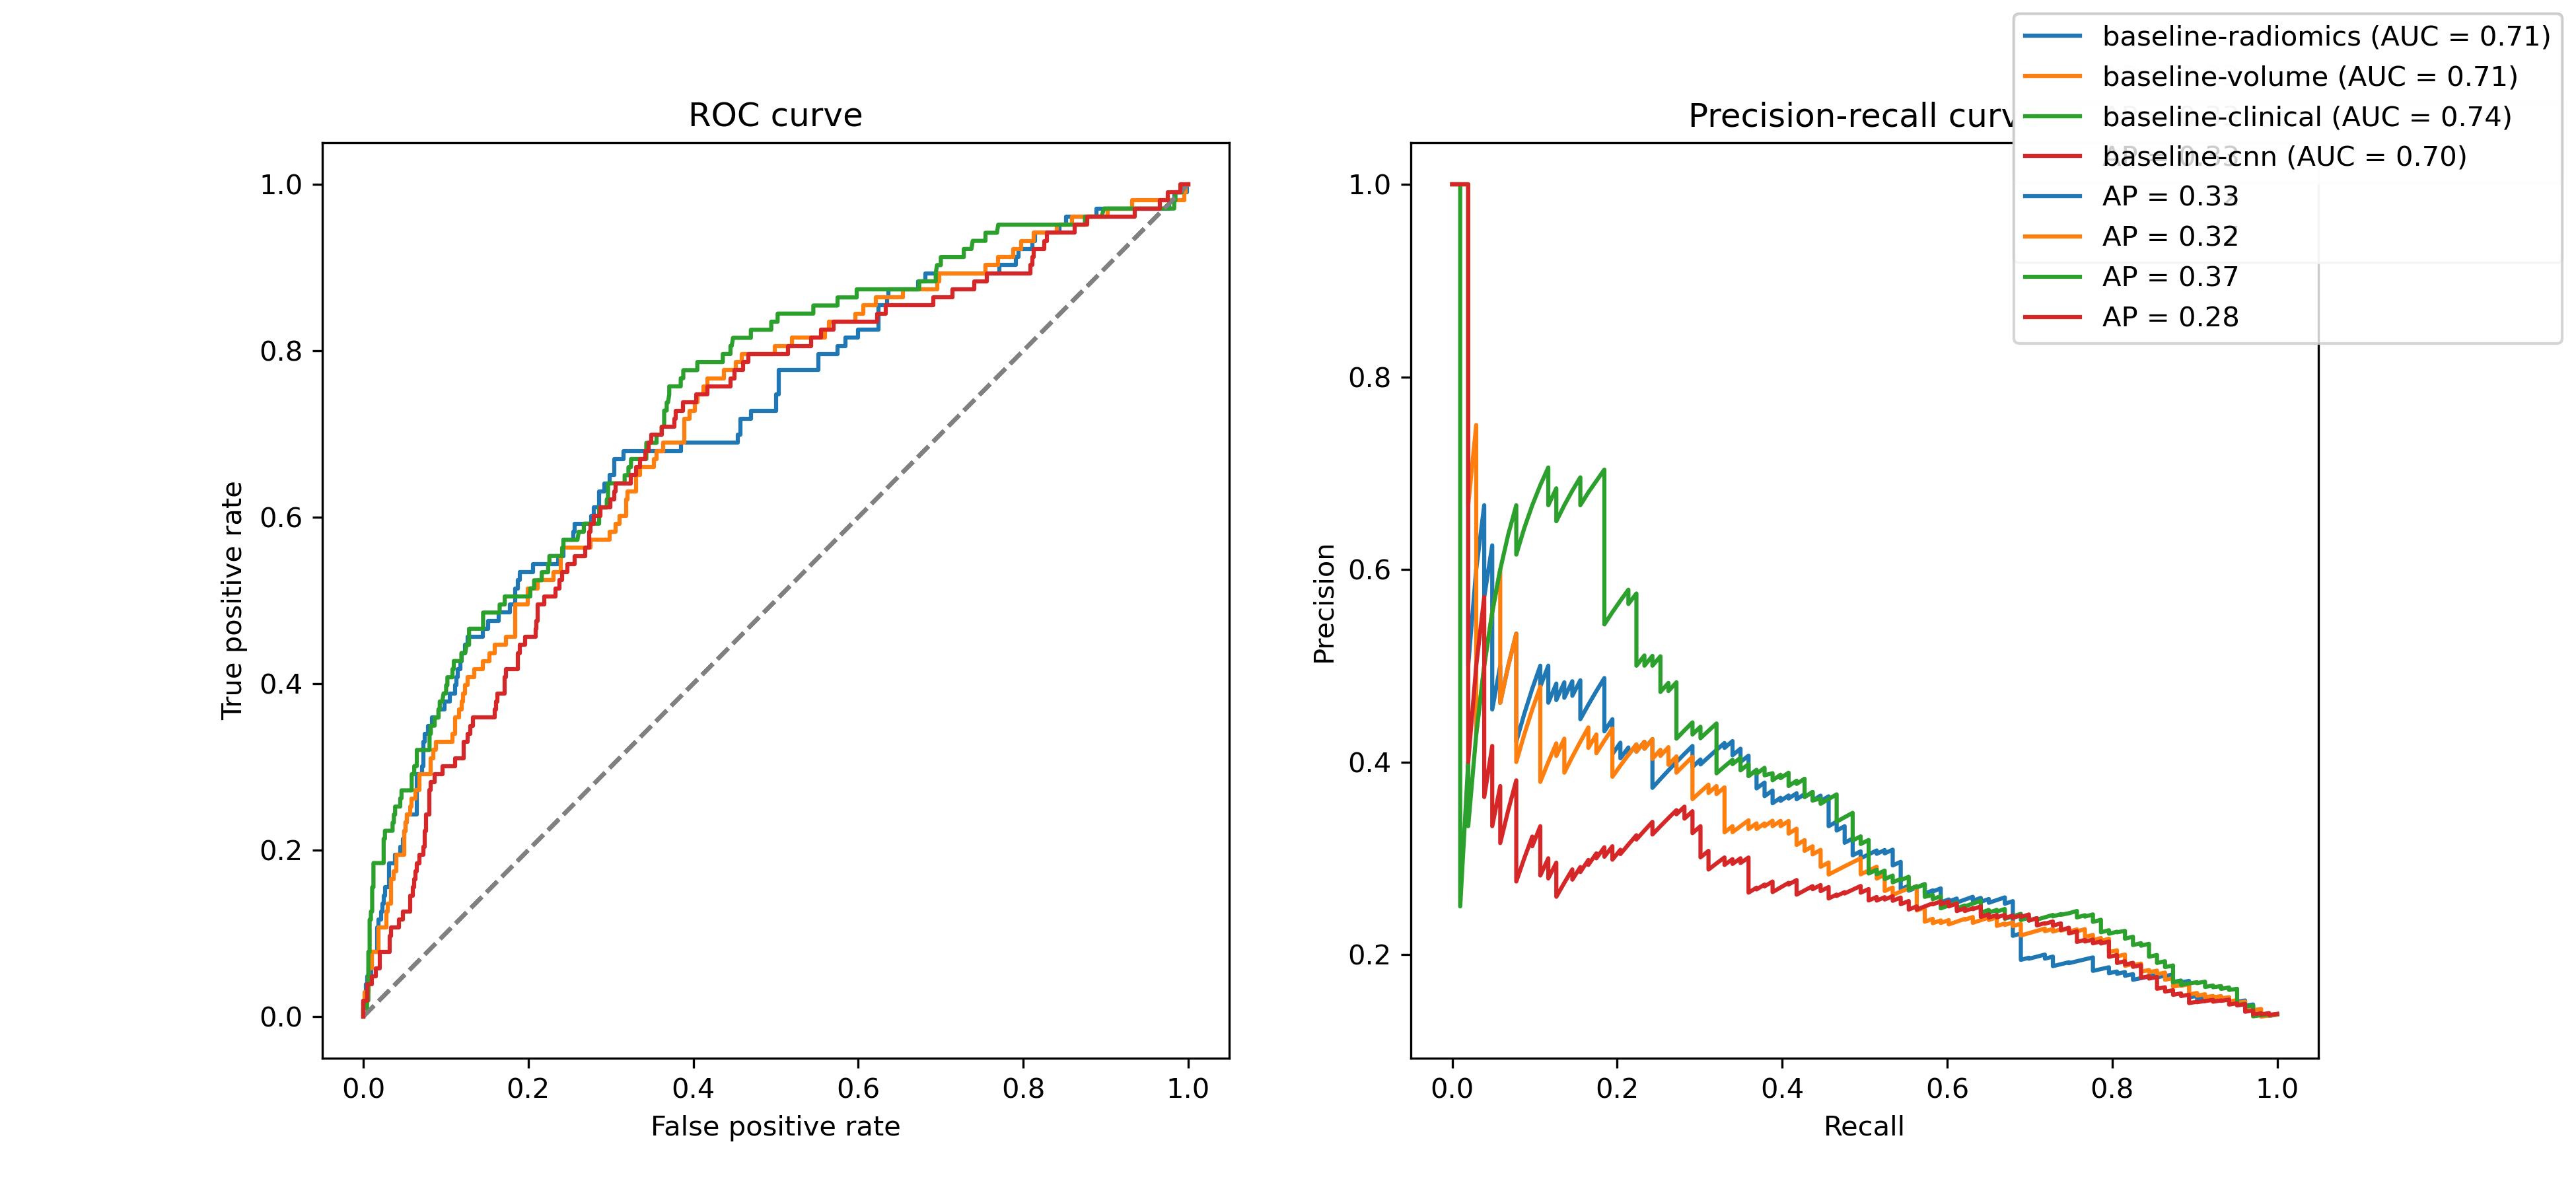 ROC curve
True positive rate
1.0
0.8
0.6
0.4
0.2
0.0
0.0 0.2 0.4 0.6 0.8 1.0
False positive rate
Precision-recall curv
Precision
1.0
0.8
0.6
0.4
0.2
0.0 0.2 0.4 0.6 0.8 1.0
Recall
baseline-radiomics (AUC = 0.71)
baseline-volume (AUC = 0.71)
baseline-clinical (AUC = 0.74)
baseline-cnn (AUC = 0.70)
AP = 0.33
AP = 0.32
AP = 0.37
AP = 0.28